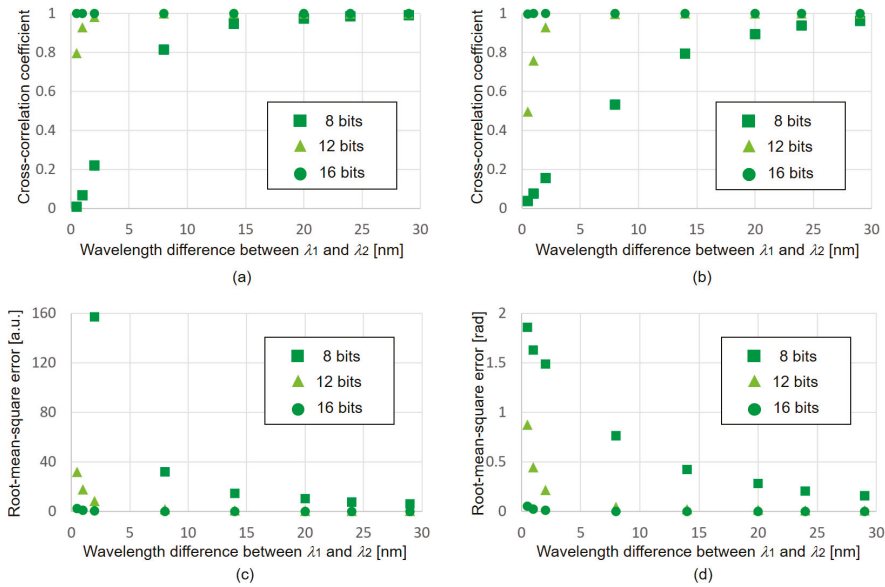 Cross-correlation coefficient
1
0.8
0.6
0.4
0.2
0
8 bits
12 bits
16 bits
0 5 10 15 20 25 30
Wavelength difference between λ1 and λ2 [nm]
(a)
Cross-correlation coefficient
1
0.8
0.6
0.4
0.2
0
8 bits
12 bits
16 bits
0 5 10 15 20 25 30
Wavelength difference between λ1 and λ2 [nm]
(b)
Root-mean-square error [a.u.]
160
120
80
40
0
8 bits
12 bits
16 bits
0 5 10 15 20 25 30
Wavelength difference between λ1 and λ2 [nm]
(c)
Root-mean-square error [rad]
2
1.5
1
0.5
0
8 bits
12 bits
16 bits
0 5 10 15 20 25 30
Wavelength difference between λ1 and λ2 [nm]
(d)